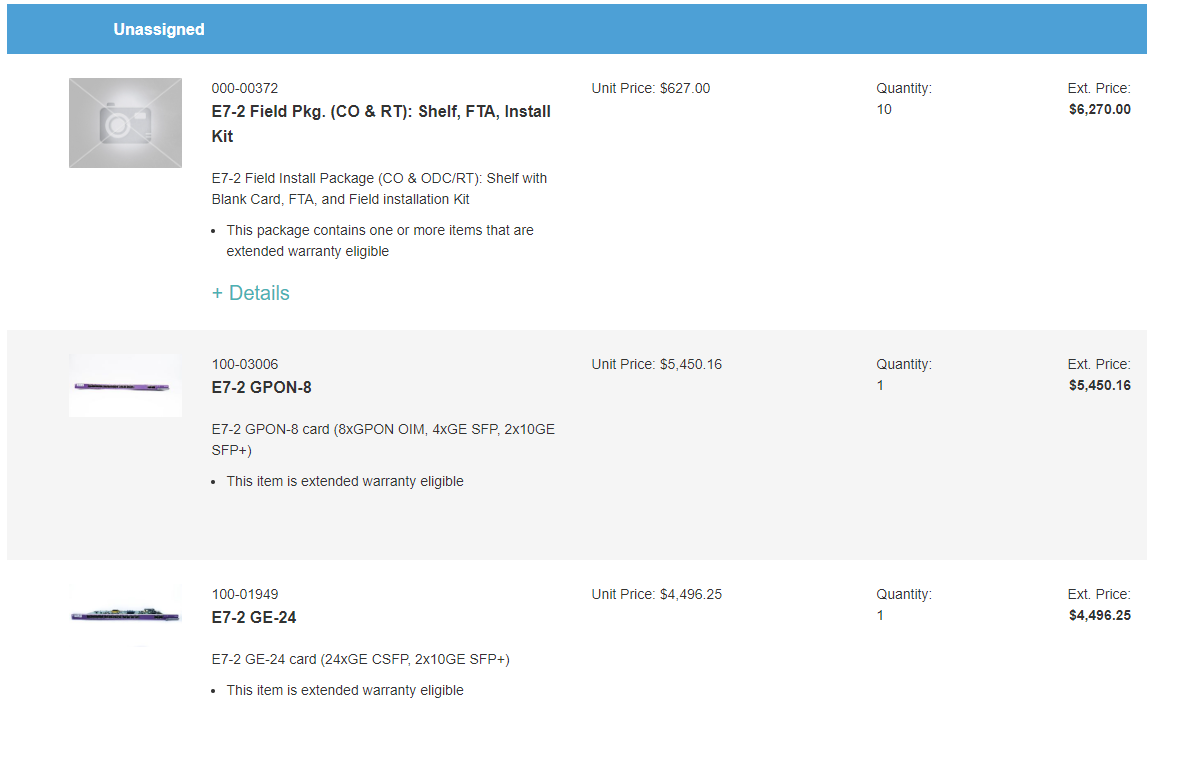 Unassigned
000-00372
E7-2 Field Pkg. (CO & RT): Shelf, FTA, Install
Kit
E7-2 Field Install Package (CO & ODC/RT): Shelf with
Blank Card, FTA, and Field installation Kit
• This package contains one or more items that are
extended warranty eligible
+ Details
Unit Price: $627.00
Quantity:
10
Ext. Price:
$6,270.00
100-03006
E7-2 GPON-8
E7-2 GPON-8 card (8xGPON OIM, 4xGE SFP, 2x10GE
SFP+)
• This item is extended warranty eligible
Unit Price: $5,450.16
Quantity:
1
Ext. Price:
$5,450.16
100-01949
E7-2 GE-24
E7-2 GE-24 card (24xGE CSFP, 2x10GE SFP+)
• This item is extended warranty eligible
Unit Price: $4,496.25
Quantity:
1
Ext. Price:
$4,496.25